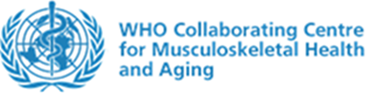 WHO Collaborating Centre
for Musculoskeletal Health
and Aging